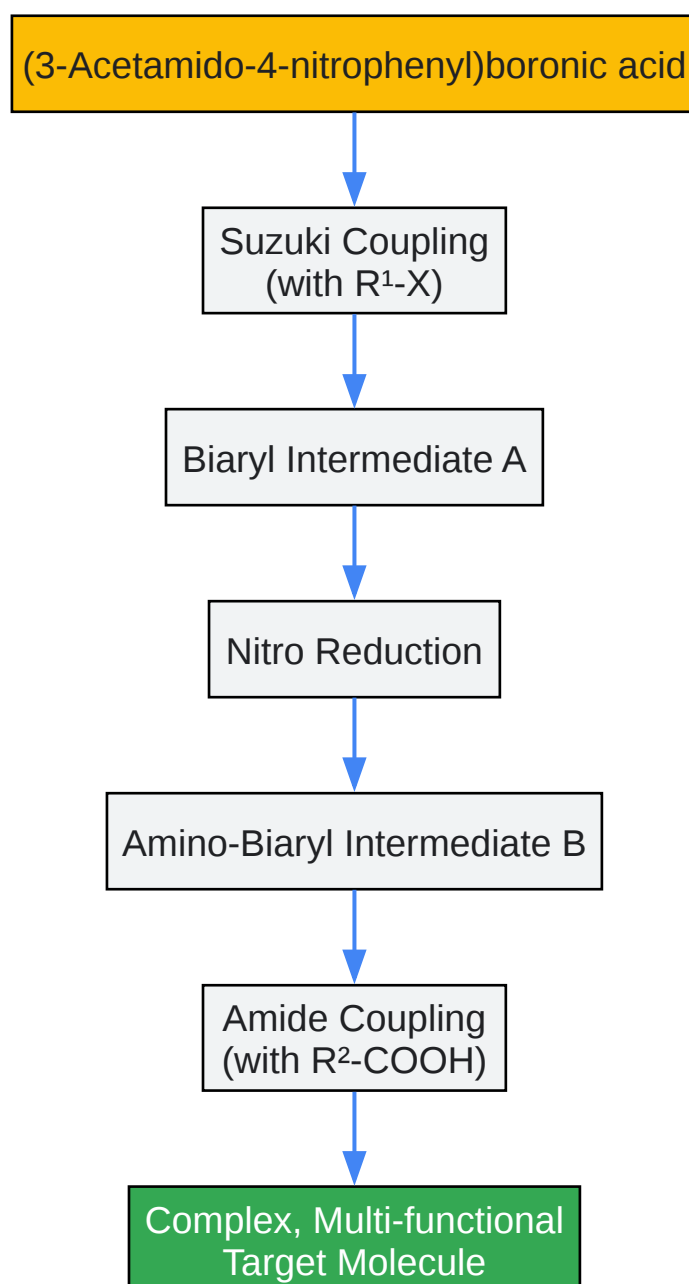 (3-Acetamido-4-nitrophenyl)boronic acid
Suzuki Coupling
(with R¹-X)
Biaryl Intermediate A
Nitro Reduction
Amino-Biaryl Intermediate B
Amide Coupling
(with R²-COOH)
Complex, Multi-functional
Target Molecule